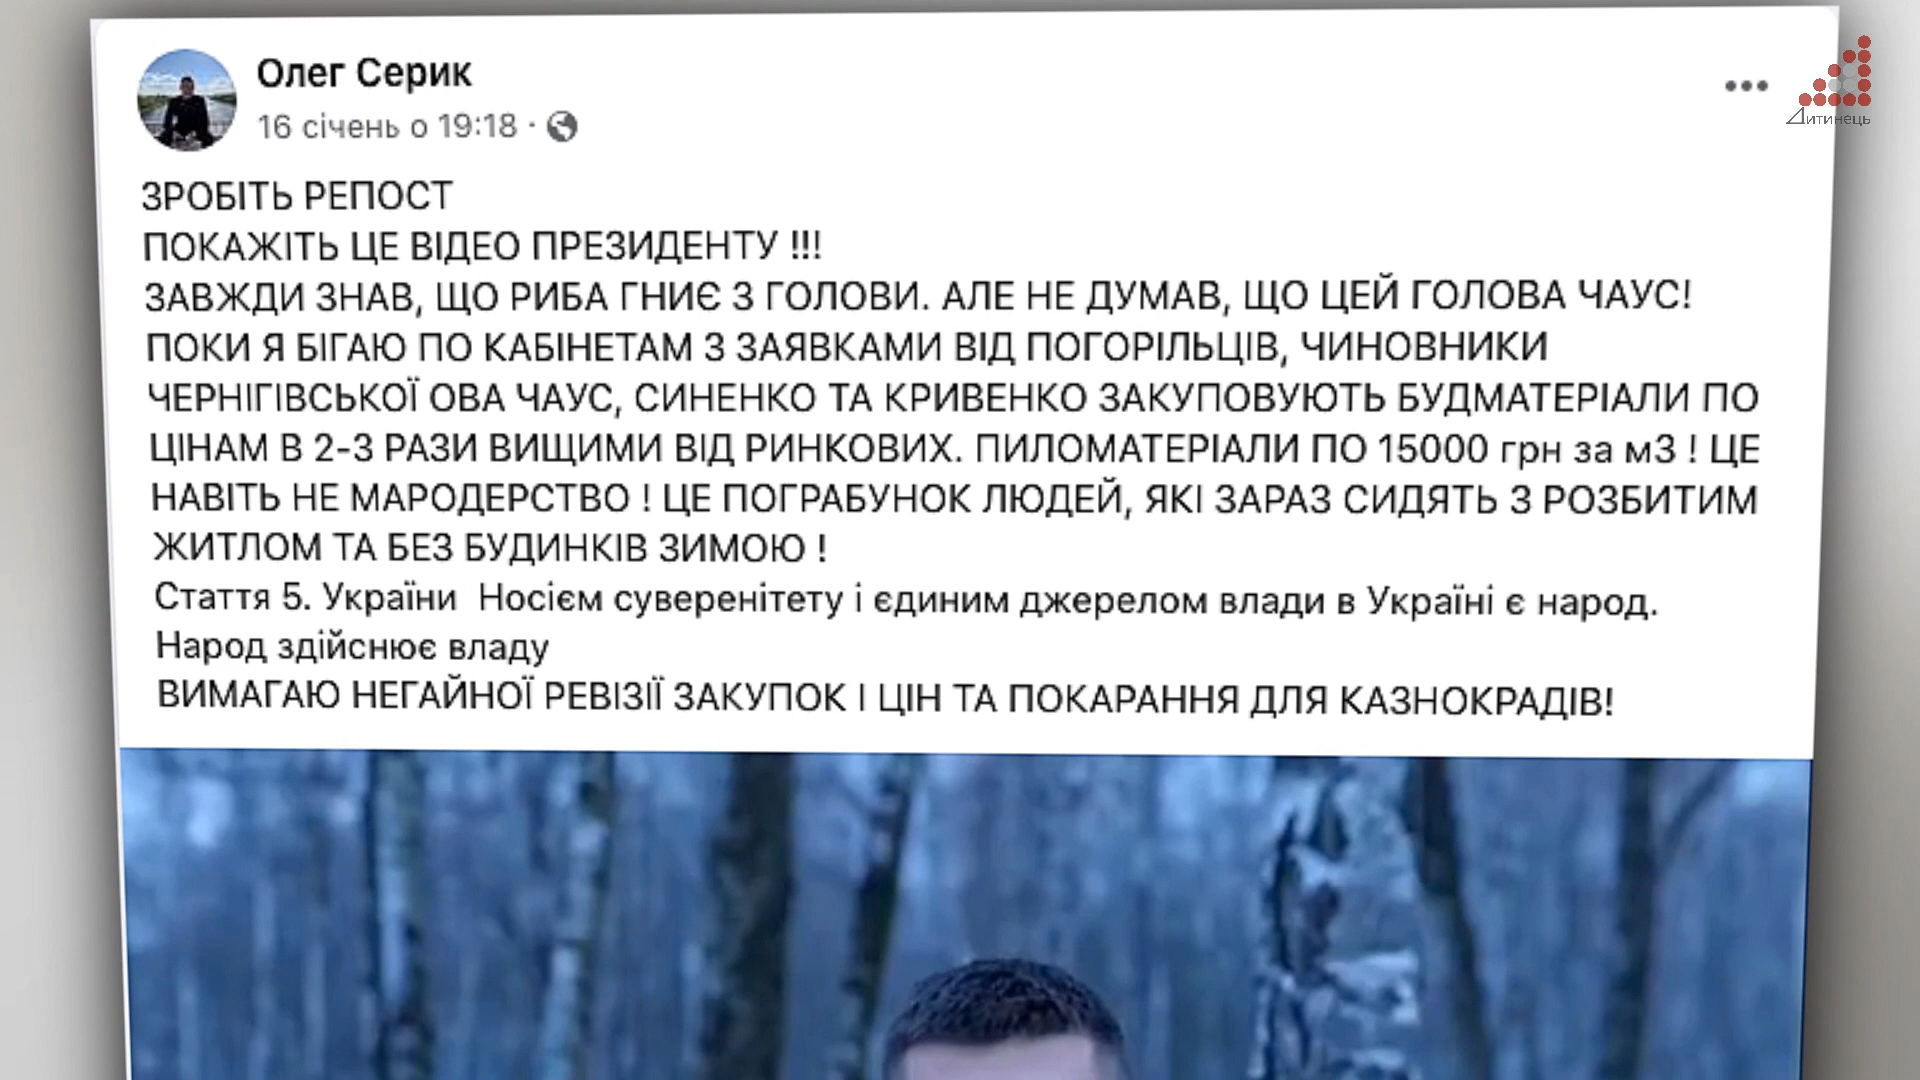 Олег Серик
16 січень о 19:18 ·
Дитинець
ЗРОБІТЬ РЕПОСТ
ПОКАЖІТЬ ЦЕ ВІДЕО ПРЕЗИДЕНТУ !!!
ЗАВЖДИ ЗНАВ, ЩО РИБА ГНИЄ З ГОЛОВИ. АЛЕ НЕ ДУМАВ, ЩО ЦЕЙ ГОЛОВА ЧАУС!
ПОКИ Я БІГАЮ ПО КАБІНЕТАМ З ЗАЯВКАМИ ВІД ПОГОРІЛЬЦІВ, ЧИНОВНИКИ
ЧЕРНІГІВСЬКОЇ ОВА ЧАУС, СИНЕНКО ТА КРИВЕНКО ЗАКУПОВУЮТЬ БУДМАТЕРІАЛИ ПО
ЦІНАМ В 2-3 РАЗИ ВИЩИМИ ВІД РИНКОВИХ. ПИЛОМАТЕРІАЛИ ПО 15000 грн за м3 ! ЦЕ
НАВІТЬ НЕ МАРОДЕРСТВО ! ЦЕ ПОГРАБУНОК ЛЮДЕЙ, ЯКІ ЗАРАЗ СИДЯТЬ З РОЗБИТИМ
ЖИТЛОМ ТА БЕЗ БУДИНКІВ ЗИМОЮ !
Стаття 5. України Носієм суверенітету і єдиним джерелом влади в Україні є народ.
Народ здійснює владу
ВИМАГАЮ НЕГАЙНОЇ РЕВІЗІЇ ЗАКУПОК І ЦІН ТА ПОКАРАННЯ ДЛЯ КАЗНОКРАДІВ!